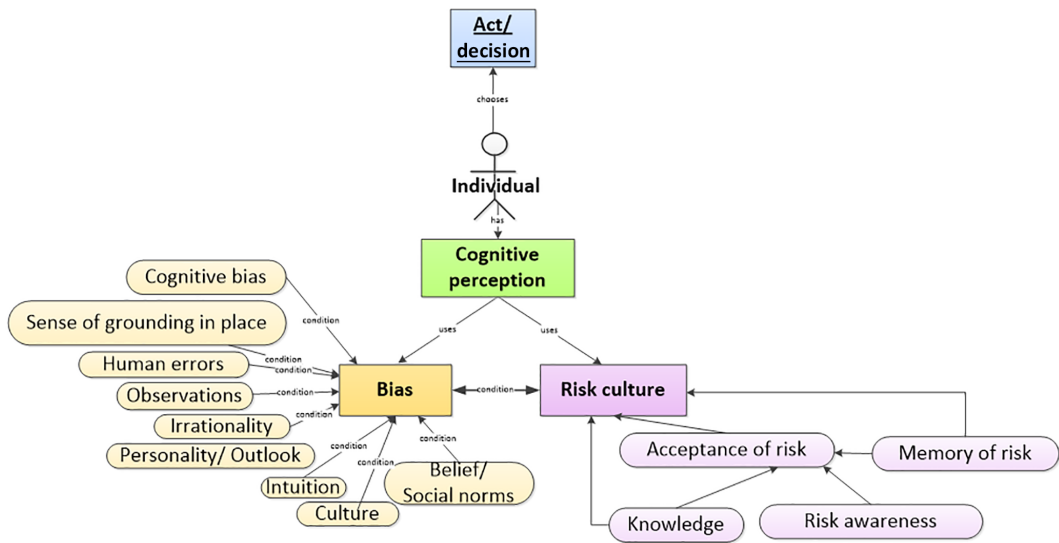 Act/
decision
chooses
Individual
has
Cognitive
perception
uses
uses
Cognitive bias
condition
Sense of grounding in place
condition
Human errors
condition
Observations
condition
Irrationality
condition
Personality/ Outlook
Intuition
condition
Culture
condition
Belief/
Social norms
condition
Bias
condition
Risk culture
Acceptance of risk
Memory of risk
Knowledge
Risk awareness